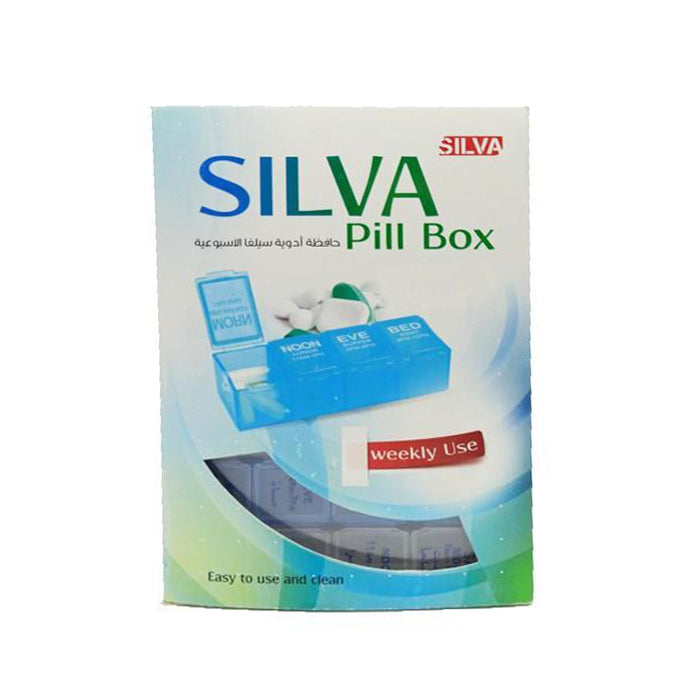 SILVA
SILVA
Pill Box
حافظة أدوية سيلفا الاسبوعية
MORN
NOON
LUNCH
EVE
BED
weekly Use
Easy to use and clean